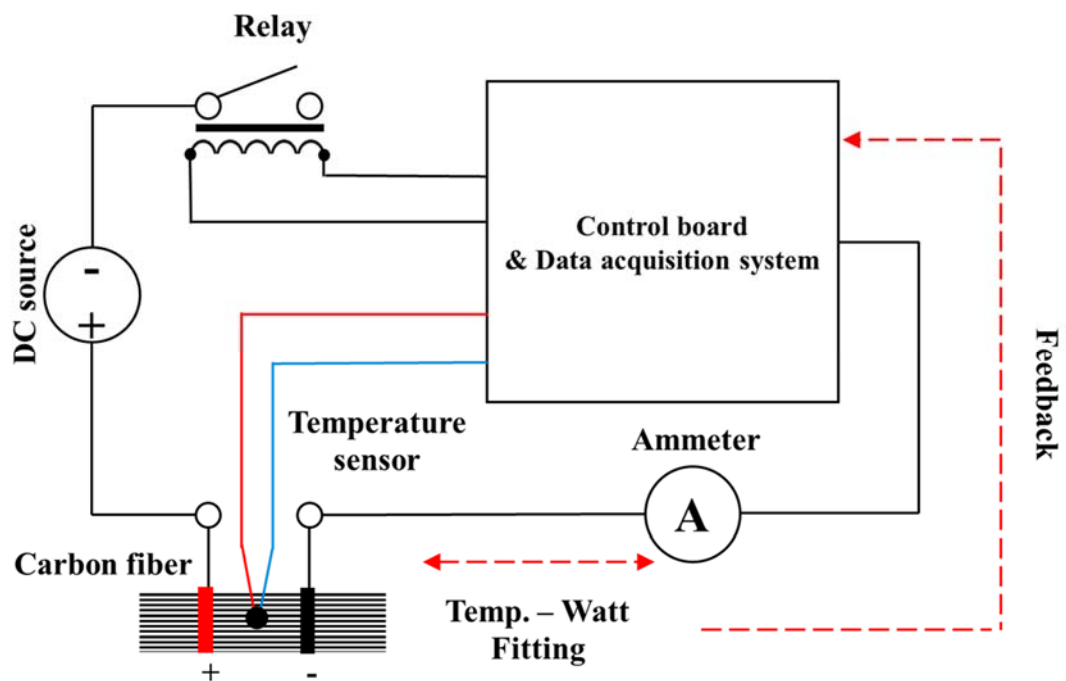 Relay
-
+
DC source
Control board
& Data acquisition system
Feedback
Temperature
sensor
Ammeter
A
Carbon fiber
Temp. – Watt
Fitting
+
-